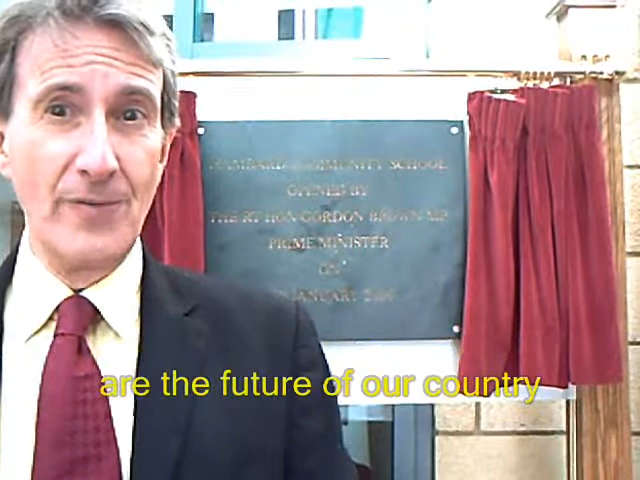 COMMUNITY SCHOOL
OPENED BY
THE RT HON GORDON BROWN MP
PRIME MINISTER
ON
JANUARY
are the future of our country